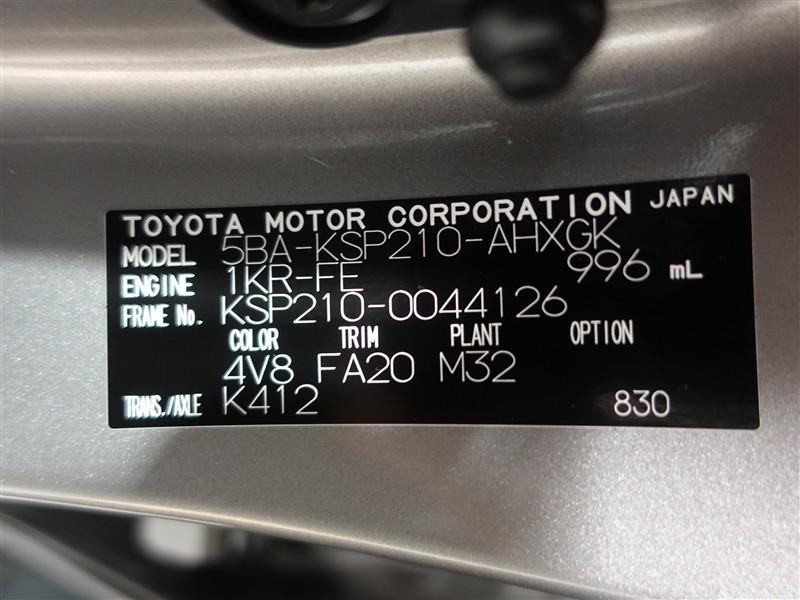 TOYOTA MOTOR CORPORATION JAPAN
MODEL 5BA-KSP210-AHXGK
ENGINE 1KR-FE 996 mL
FRAME No. KSP210-0044126
COLOR TRIM PLANT OPTION
4V8 FA20 M32
TRANS./AXLE K412 830